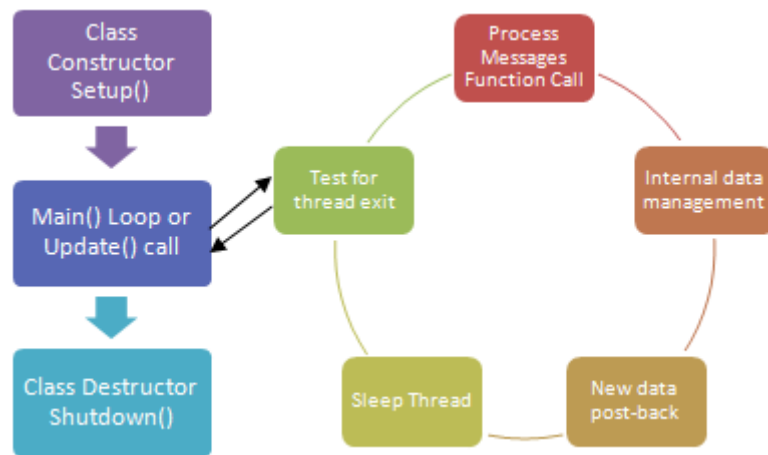 Class
Constructor
Setup()
Main() Loop or
Update() call
Class Destructor
Shutdown()
Process
Messages
Function Call
Internal data
management
New data
post-back
Sleep Thread
Test for
thread exit